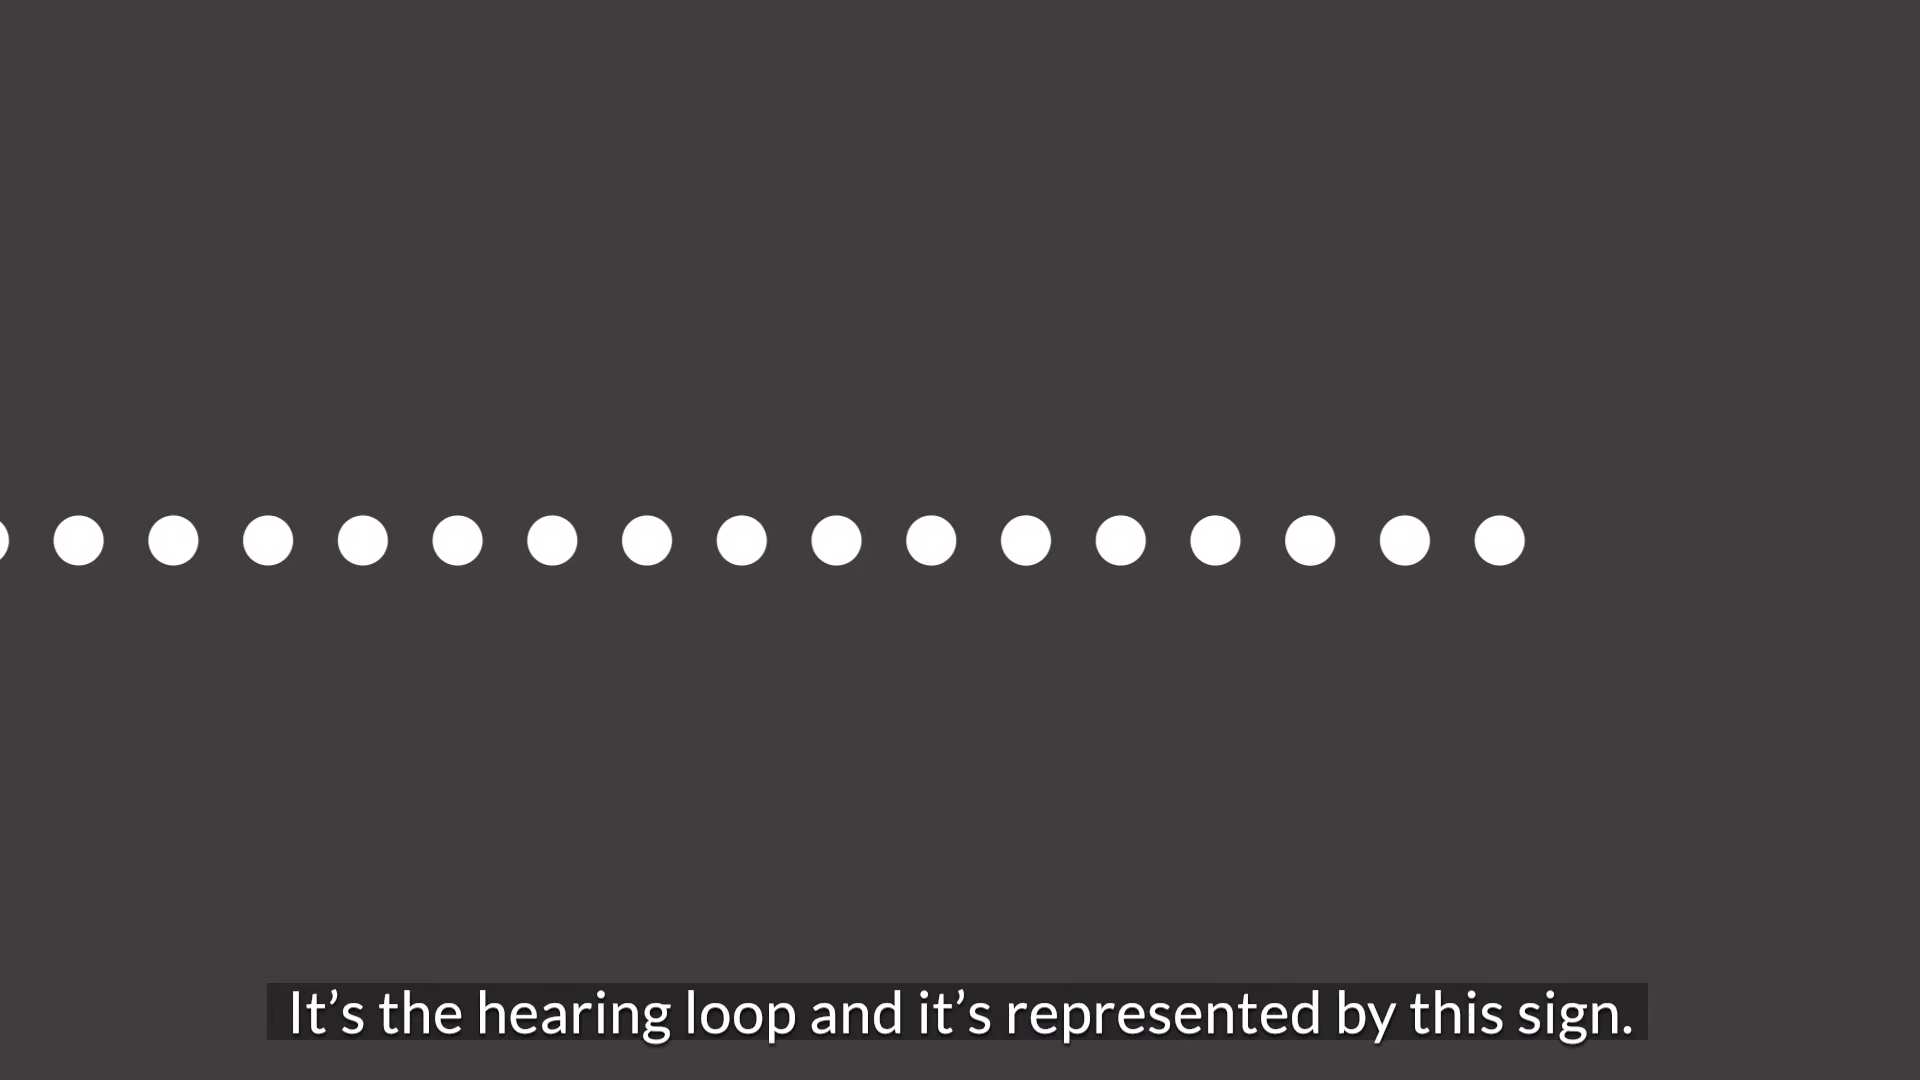 It’s the hearing loop and it’s represented by this sign.